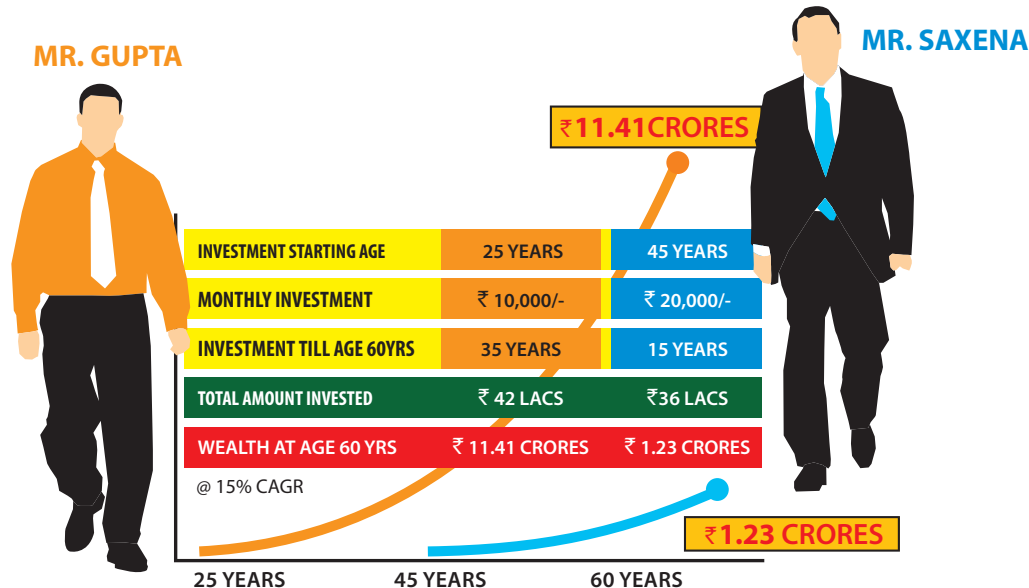 MR. GUPTA
MR. SAXENA
₹11.41CRORES
INVESTMENT STARTING AGE 25 YEARS 45 YEARS
MONTHLY INVESTMENT ₹ 10,000/- ₹ 20,000/-
INVESTMENT TILL AGE 60YRS 35 YEARS 15 YEARS
TOTAL AMOUNT INVESTED ₹ 42 LACS ₹36 LACS
WEALTH AT AGE 60 YRS ₹ 11.41 CRORES ₹ 1.23 CRORES
@ 15% CAGR
₹1.23 CRORES
25 YEARS 45 YEARS 60 YEARS